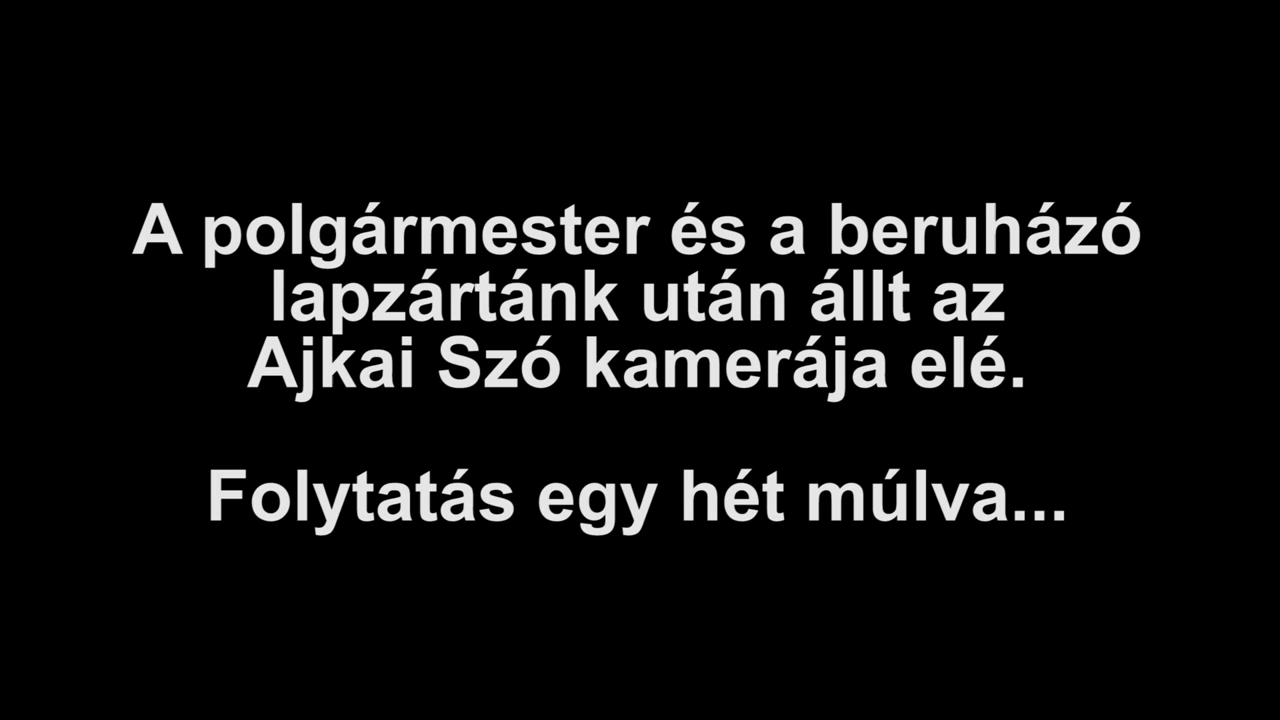 A polgármester és a beruházó
lapzártánk után állt az
Ajkai Szó kamerája elé.
Folytatás egy hét múlva...